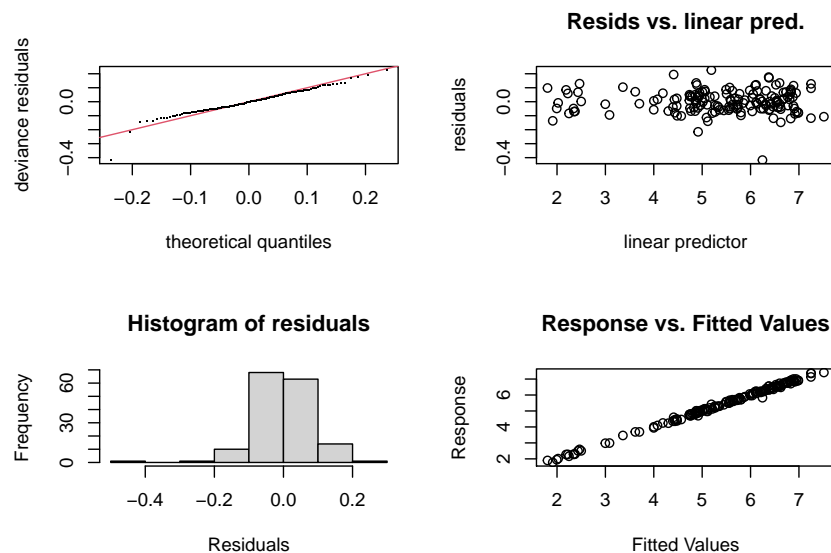 deviance residuals
−0.4 0.0
−0.2 −0.1 0.0 0.1 0.2
theoretical quantiles
Resids vs. linear pred.
residuals
−0.4 0.0
2 3 4 5 6 7
linear predictor
Histogram of residuals
Frequency
0 30 60
−0.4 −0.2 0.0 0.2
Residuals
Response vs. Fitted Values
Response
2 4 6
2 3 4 5 6 7
Fitted Values